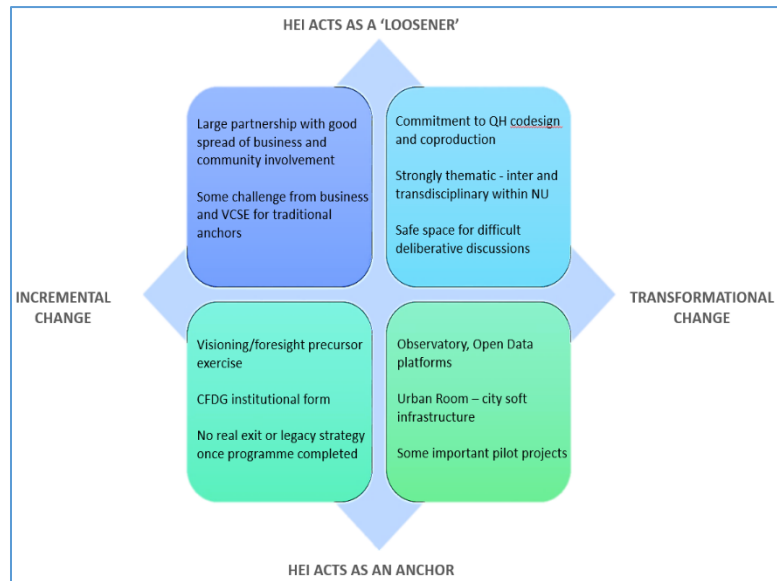 HEI ACTS AS A ‘LOOSENER’
Large partnership with good
spread of business and
community involvement
Some challenge from business
and VCSE for traditional
anchors
Commitment to QH codesign
and coproduction
Strongly thematic - inter and
transdisciplinary within NU
Safe space for difficult
deliberative discussions
INCREMENTAL
CHANGE
TRANSFORMATIONAL
CHANGE
Visioning/foresight precursor
exercise
CFDG institutional form
No real exit or legacy strategy
once programme completed
Observatory, Open Data
platforms
Urban Room – city soft
infrastructure
Some important pilot projects
HEI ACTS AS AN ANCHOR